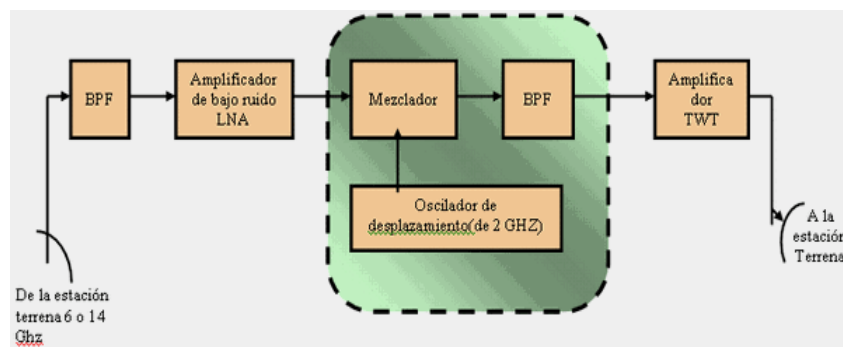 BPF
Amplificador
de bajo ruido
LNA
Mezclador
BPF
Amplifica
dor
TWT
Oscilador de
desplazamiento(de 2 GHZ)
A la
estación
Terrena
De la estación
terrena 6 o 14
Ghz